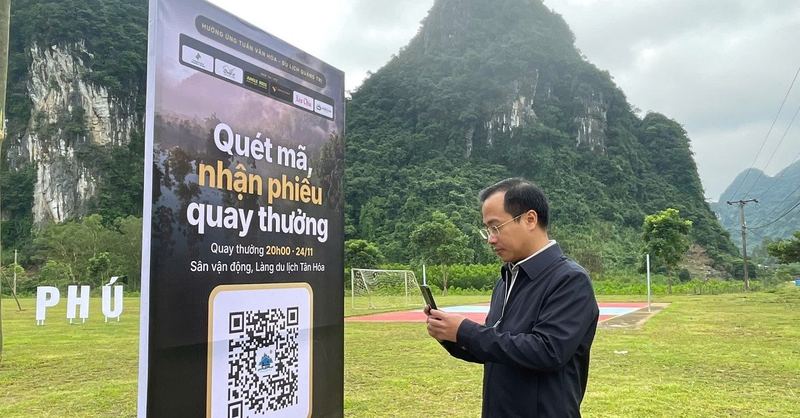 HƯỞNG ỨNG TUẦN VĂN HÓA - DU LỊCH QUẢNG TRỊ
Quét mã,
nhận phiếu
quay thưởng
Quay thưởng 20h00 - 24/11
Sân vận động, Làng du lịch Tân Hóa
PHÚ